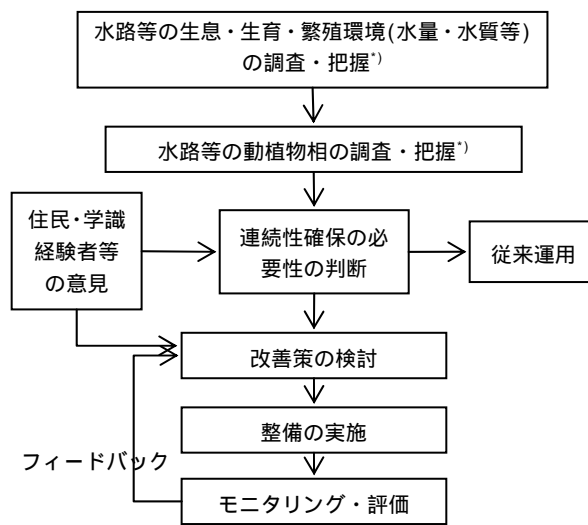 水路等の生息・生育・繁殖環境(水量・水質等)
の調査・把握*)
水路等の動植物相の調査・把握*)
住民・学識
経験者等
の意見
連続性確保の必
要性の判断
従来運用
改善策の検討
整備の実施
フィードバック
モニタリング・評価